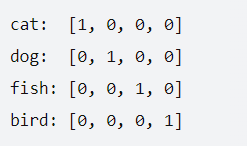 cat:  [1, 0, 0, 0]
dog:  [0, 1, 0, 0]
fish: [0, 0, 1, 0]
bird: [0, 0, 0, 1]